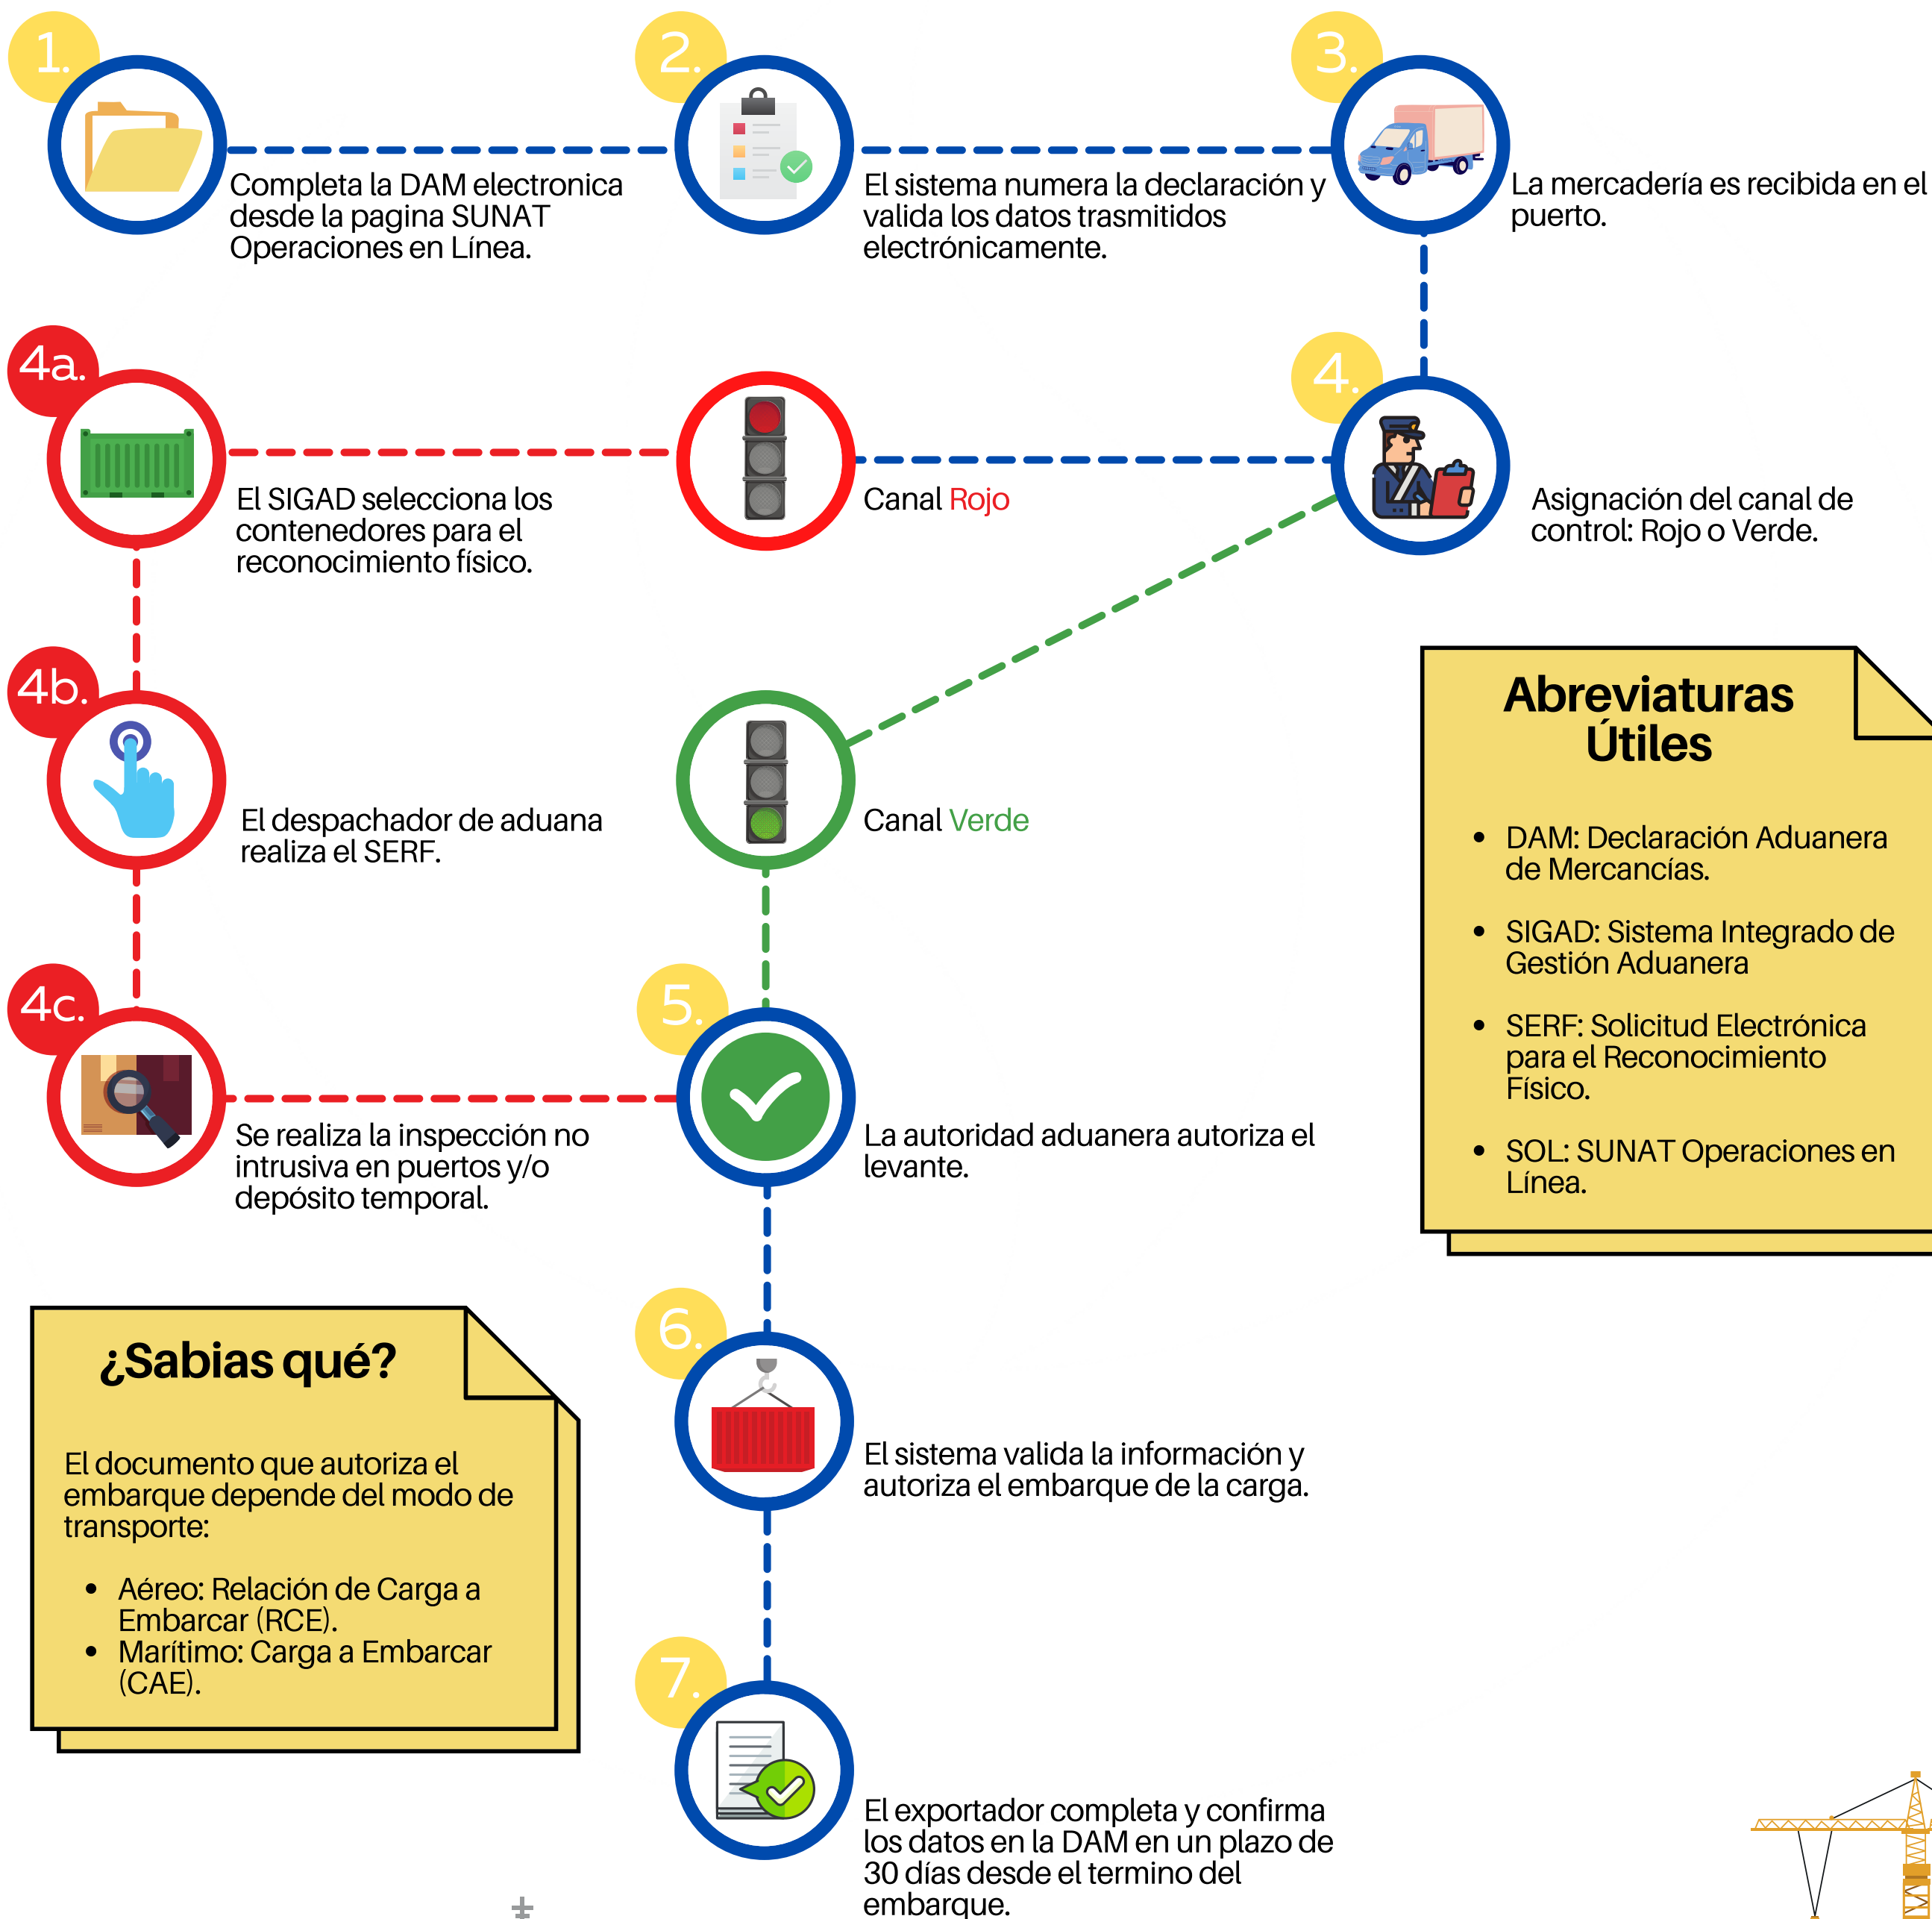 1.
Completa la DAM electronica
desde la pagina SUNAT
Operaciones en Línea.
2.
El sistema numera la declaración y
valida los datos trasmitidos
electrónicamente.
3.
La mercadería es recibida en el
puerto.
4.
Asignación del canal de
control: Rojo o Verde.
Canal Rojo
4a.
El SIGAD selecciona los
contenedores para el
reconocimiento físico.
4b.
El despachador de aduana
realiza el SERF.
4c.
Se realiza la inspección no
intrusiva en puertos y/o
depósito temporal.
Canal Verde
5.
La autoridad aduanera autoriza el
levante.
6.
El sistema valida la información y
autoriza el embarque de la carga.
7.
El exportador completa y confirma
los datos en la DAM en un plazo de
30 días desde el termino del
embarque.
Abreviaturas
Útiles
• DAM: Declaración Aduanera
de Mercancías.
• SIGAD: Sistema Integrado de
Gestión Aduanera
• SERF: Solicitud Electrónica
para el Reconocimiento
Físico.
• SOL: SUNAT Operaciones en
Línea.
¿Sabias qué?
El documento que autoriza el
embarque depende del modo de
transporte:
• Aéreo: Relación de Carga a
Embarcar (RCE).
• Marítimo: Carga a Embarcar
(CAE).